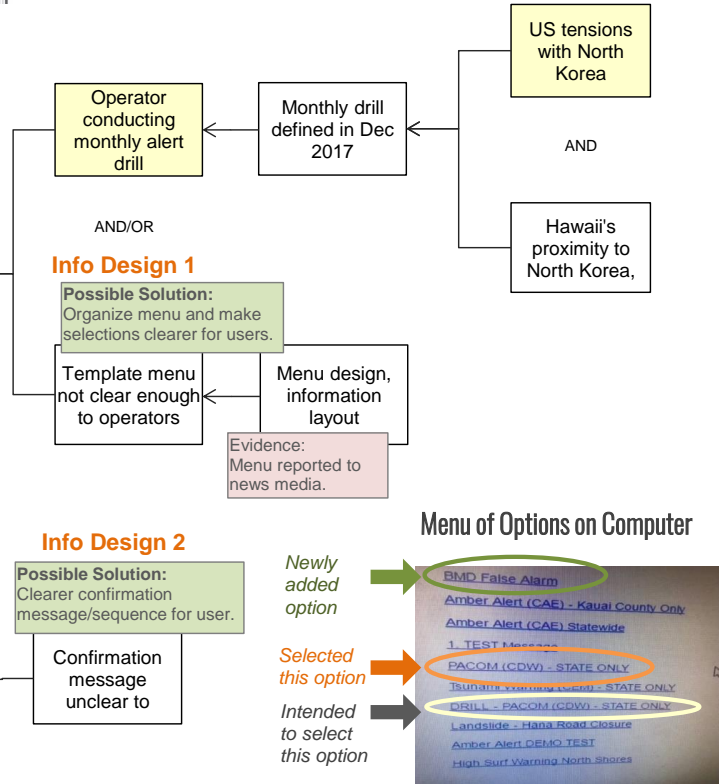 US tensions
with North
Korea
Operator
conducting
monthly alert
drill
Monthly drill
defined in Dec
2017
AND
AND/OR
Hawaii's
proximity to
North Korea,
Info Design 1
Possible Solution:
Organize menu and make
selections clearer for users.
Template menu
not clear enough
to operators
Menu design,
information
layout
Evidence:
Menu reported to
news media.
Info Design 2
Possible Solution:
Clearer confirmation
message/sequence for user.
Confirmation
message
unclear to
Menu of Options on Computer
Newly
added
option
Selected
this option
Intended
to select
this option
BMD False Alarm
Amber Alert (CAE) - Kauai County Only
Amber Alert (CAE) Statewide
1. TEST Message
PACOM (CDW) - STATE ONLY
Tsunami Warning (CEM) - STATE ONLY
DRILL - PACOM (CDW) - STATE ONLY
Landslide - Hana Road Closure
Amber Alert DEMO TEST
High Surf Warning North Shores